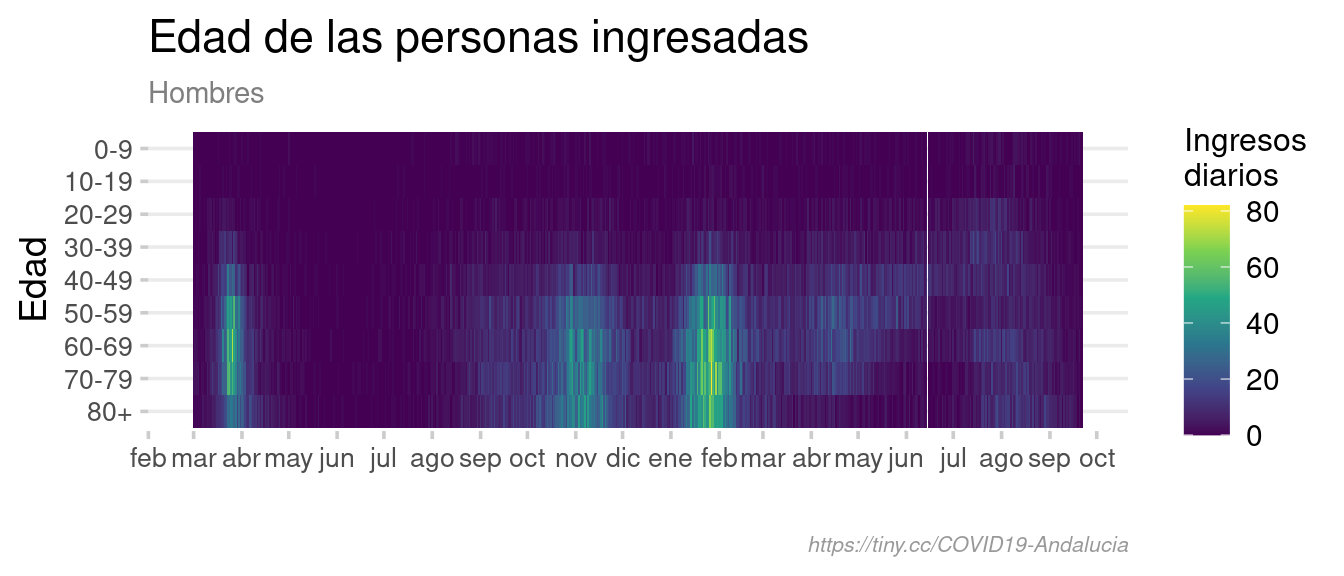 Edad de las personas ingresadas
Hombres
Edad
0-9
10-19
20-29
30-39
40-49
50-59
60-69
70-79
80+
feb mar abr may jun jul ago sep oct nov dic ene feb mar abr may jun jul ago sep oct
Ingresos
diarios
80
60
40
20
0
https://tiny.cc/COVID19-Andalucia